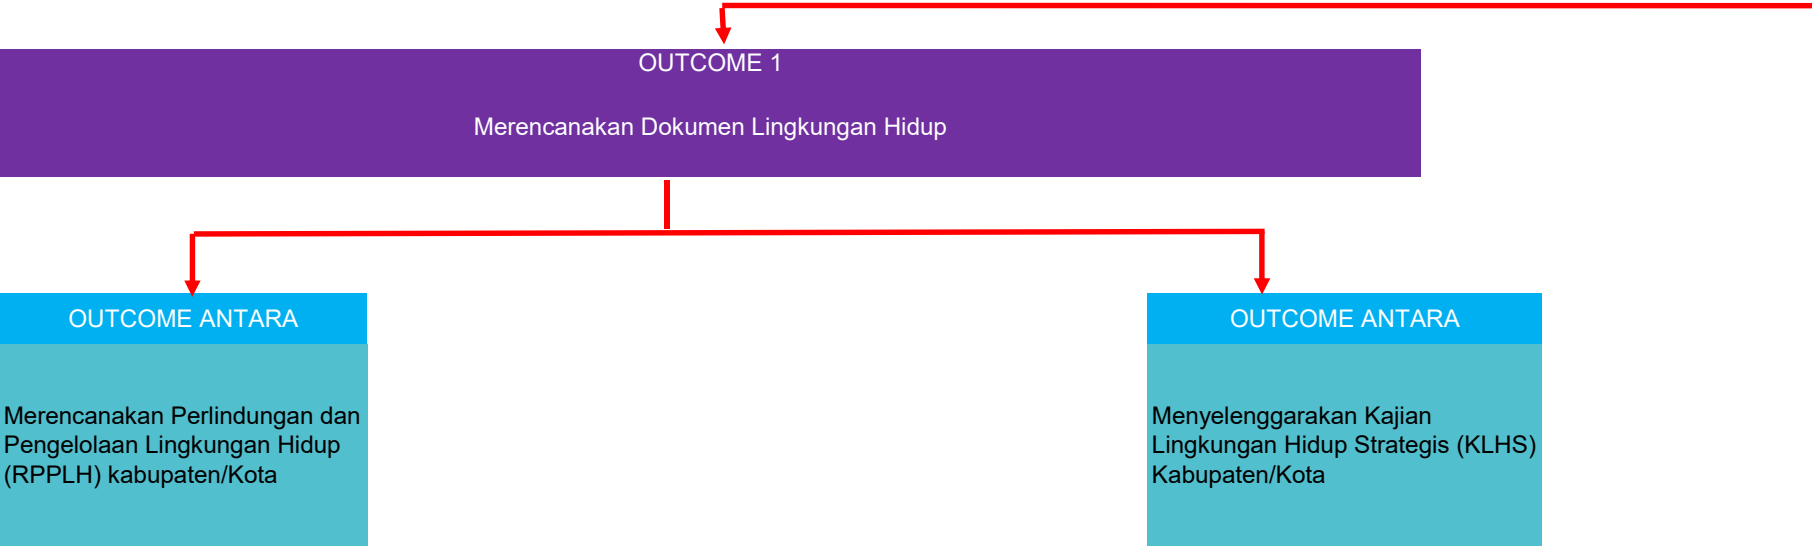 OUTCOME 1
Merencanakan Dokumen Lingkungan Hidup
OUTCOME ANTARA
Merencanakan Perlindungan dan
Pengelolaan Lingkungan Hidup
(RPPLH) kabupaten/Kota
OUTCOME ANTARA
Menyelenggarakan Kajian
Lingkungan Hidup Strategis (KLHS)
Kabupaten/Kota